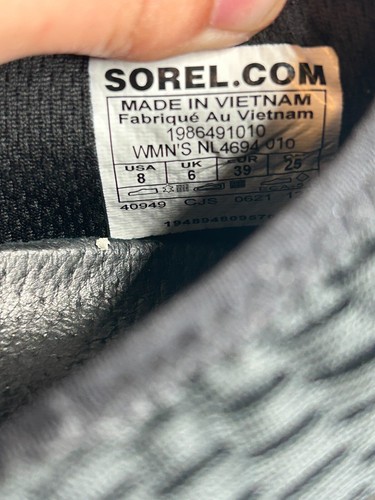 SOREL.COM
MADE IN VIETNAM
Fabriqué Au Vietnam
1986491010
WMN'S NL4694 010
USA UK EUR
8 6 39 25
40949 CJS 0621